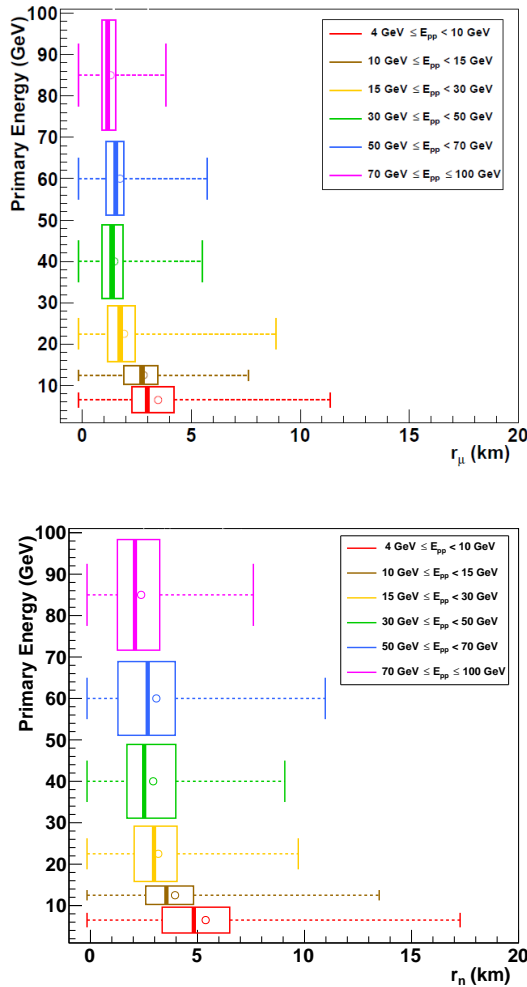 Primary Energy (GeV)
100
90
80
70
60
50
40
30
20
10
4 GeV ≤ E_pp < 10 GeV
10 GeV ≤ E_pp < 15 GeV
15 GeV ≤ E_pp < 30 GeV
30 GeV ≤ E_pp < 50 GeV
50 GeV ≤ E_pp < 70 GeV
70 GeV ≤ E_pp ≤ 100 GeV
0 5 10 15 20
r_μ (km)
Primary Energy (GeV)
100
90
80
70
60
50
40
30
20
10
4 GeV ≤ E_pp < 10 GeV
10 GeV ≤ E_pp < 15 GeV
15 GeV ≤ E_pp < 30 GeV
30 GeV ≤ E_pp < 50 GeV
50 GeV ≤ E_pp < 70 GeV
70 GeV ≤ E_pp ≤ 100 GeV
0 5 10 15 20
r_n (km)